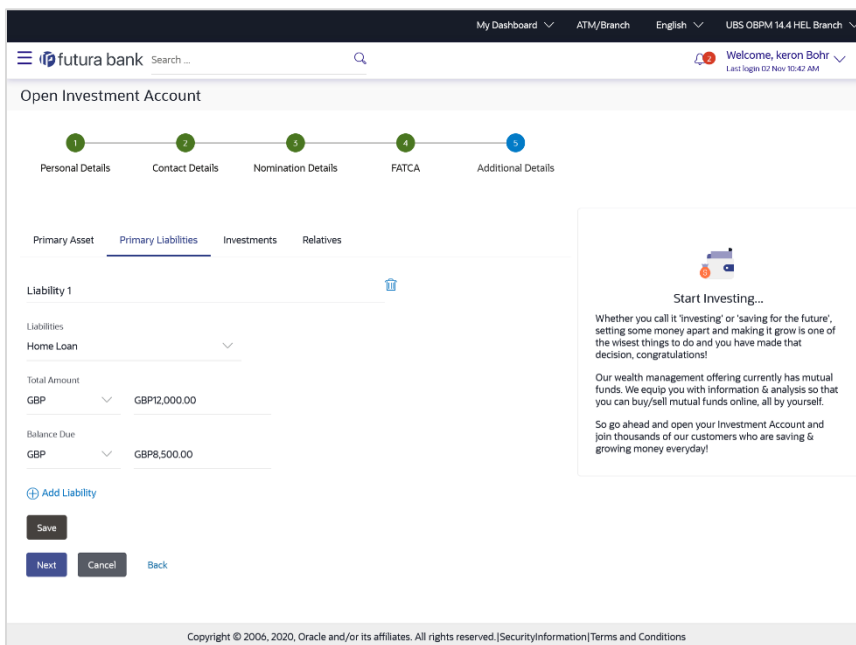 My Dashboard ATM/Branch English UBS OBPM 14.4 HEL Branch
futura bank Search ... 2 Welcome, keron Bohr
Last login 02 Nov 10:42 AM
Open Investment Account
1 2 3 4 5
Personal Details Contact Details Nomination Details FATCA Additional Details
Primary Asset Primary Liabilities Investments Relatives
Liability 1
Liabilities
Home Loan
Total Amount
GBP GBP12,000.00
Balance Due
GBP GBP8,500.00
Add Liability
Save
Next Cancel Back
Start Investing...
Whether you call it 'investing' or 'saving for the future',
setting some money apart and making it grow is one of
the wisest things to do and you have made that
decision, congratulations!
Our wealth management offering currently has mutual
funds. We equip you with information & analysis so that
you can buy/sell mutual funds online, all by yourself.
So go ahead and open your Investment Account and
join thousands of our customers who are saving &
growing money everyday!
Copyright © 2006, 2020, Oracle and/or its affiliates. All rights reserved.|SecurityInformation|Terms and Conditions